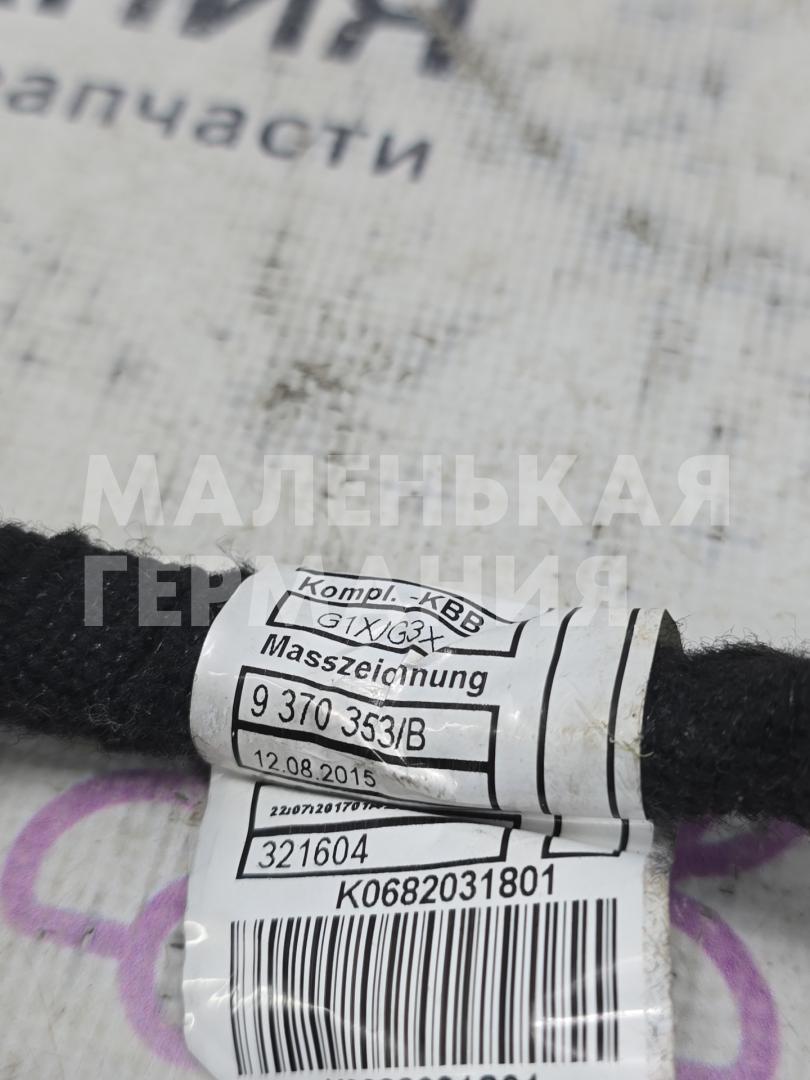 запчасти
МАЛЕНЬКАЯ
ГЕРМАНИЯ
Kompl. -KBB
G1X/G3X
Masszeichnung
9 370 353/B
12.08.2015
321604
K0682031801